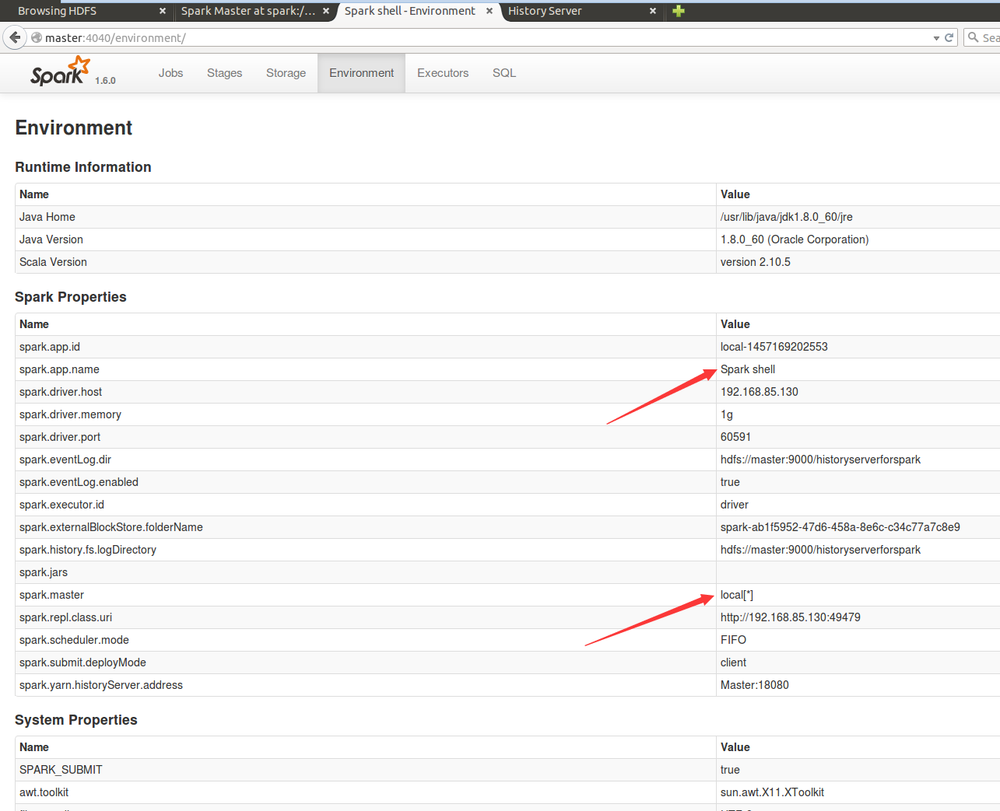 Browsing HDFS × Spark Master at spark:/... × Spark shell - Environment × History Server ×
master:4040/environment/ Sea
Spark 1.6.0 Jobs Stages Storage Environment Executors SQL
Environment
Runtime Information
Name Value
Java Home /usr/lib/java/jdk1.8.0_60/jre
Java Version 1.8.0_60 (Oracle Corporation)
Scala Version version 2.10.5
Spark Properties
Name Value
spark.app.id local-1457169202553
spark.app.name Spark shell
spark.driver.host 192.168.85.130
spark.driver.memory 1g
spark.driver.port 60591
spark.eventLog.dir hdfs://master:9000/historyserverforspark
spark.eventLog.enabled true
spark.executor.id driver
spark.externalBlockStore.folderName spark-ab1f5952-47d6-458a-8e6c-c34c77a7c8e9
spark.history.fs.logDirectory hdfs://master:9000/historyserverforspark
spark.jars
spark.master local[*]
spark.repl.class.uri http://192.168.85.130:49479
spark.scheduler.mode FIFO
spark.submit.deployMode client
spark.yarn.historyServer.address Master:18080
System Properties
Name Value
SPARK_SUBMIT true
awt.toolkit sun.awt.X11.XToolkit